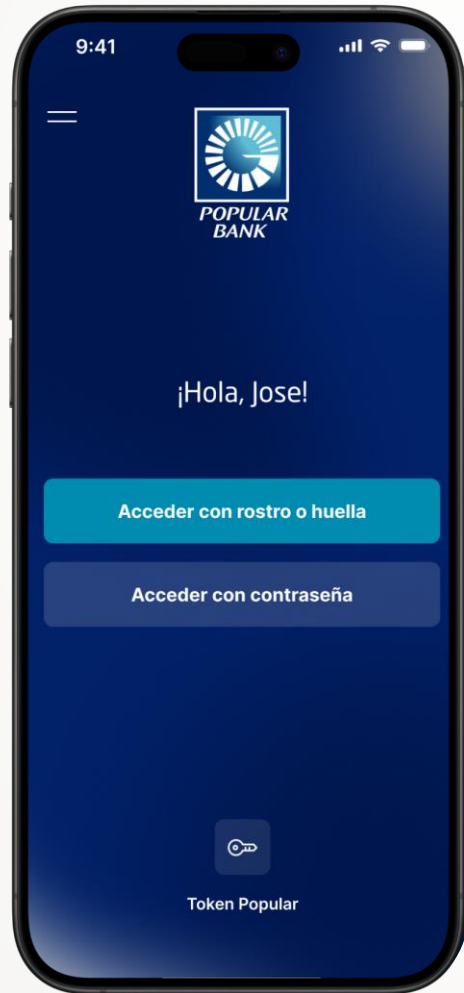 9:41
POPULAR
BANK
¡Hola, Jose!
Acceder con rostro o huella
Acceder con contraseña
Token Popular